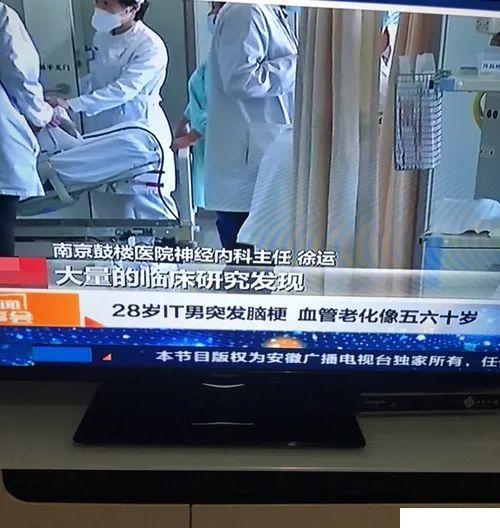 南京鼓楼医院神经内科主任 徐运
大量的临床研究发现
28岁IT男突发脑梗 血管老化像五六十岁
本节目版权为安徽广播电视台独家所有，任